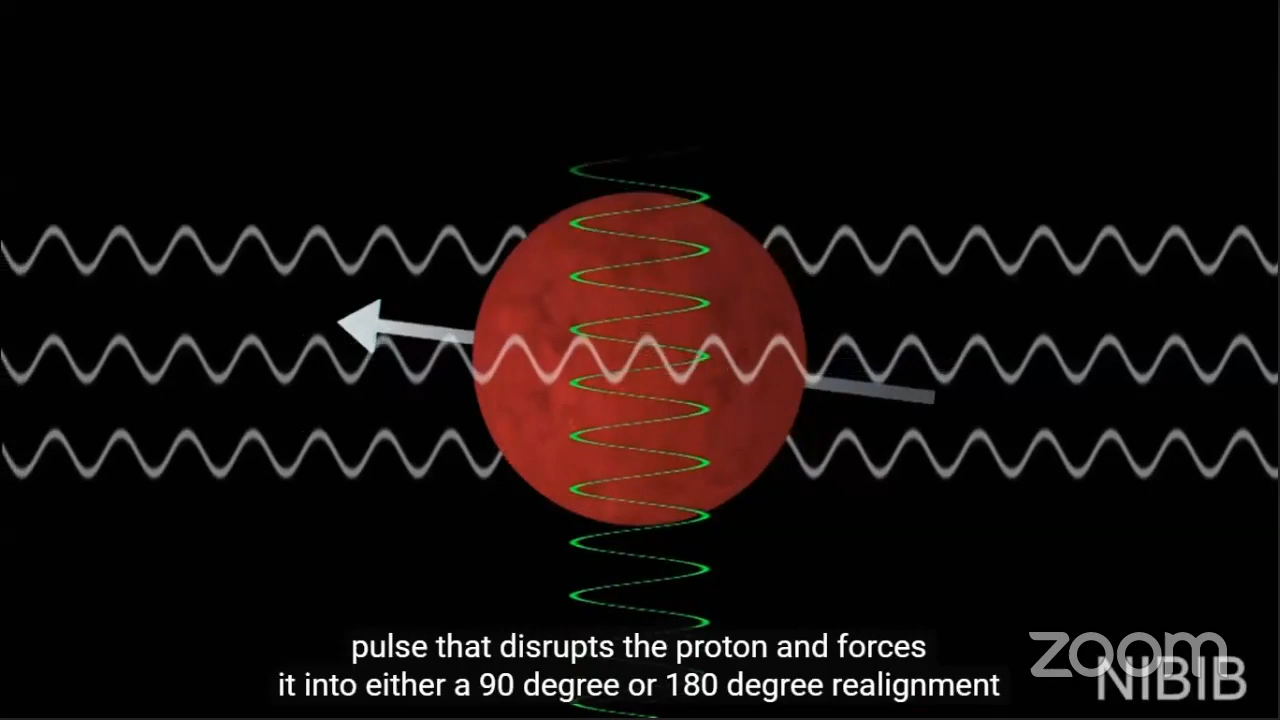 pulse that disrupts the proton and forces
it into either a 90 degree or 180 degree realignment
zoom
NIBIB